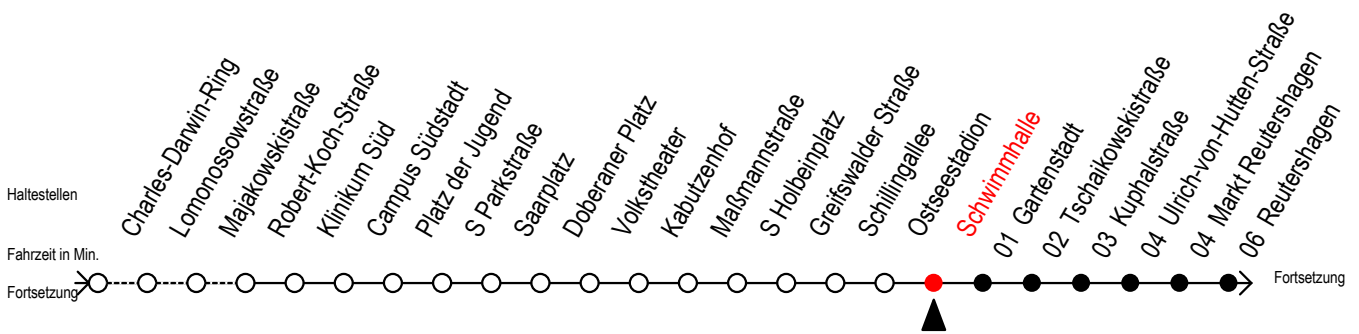 Haltestellen
Charles-Darwin-Ring
Lomonossowstraße
Majakowskistraße
Robert-Koch-Straße
Klinikum Süd
Campus Südstadt
Platz der Jugend
S Parkstraße
Saarplatz
Doberaner Platz
Volkstheater
Kabutzenhof
Maßmannstraße
S Holbeinplatz
Greifswalder Straße
Schillingallee
Ostseestadion
Schwimmhalle
01 Gartenstadt
02 Tschaikowskistraße
03 Kuphalstraße
04 Ulrich-von-Hutten-Straße
04 Markt Reutershagen
06 Reutershagen
Fahrzeit in Min.
Fortsetzung
Fortsetzung